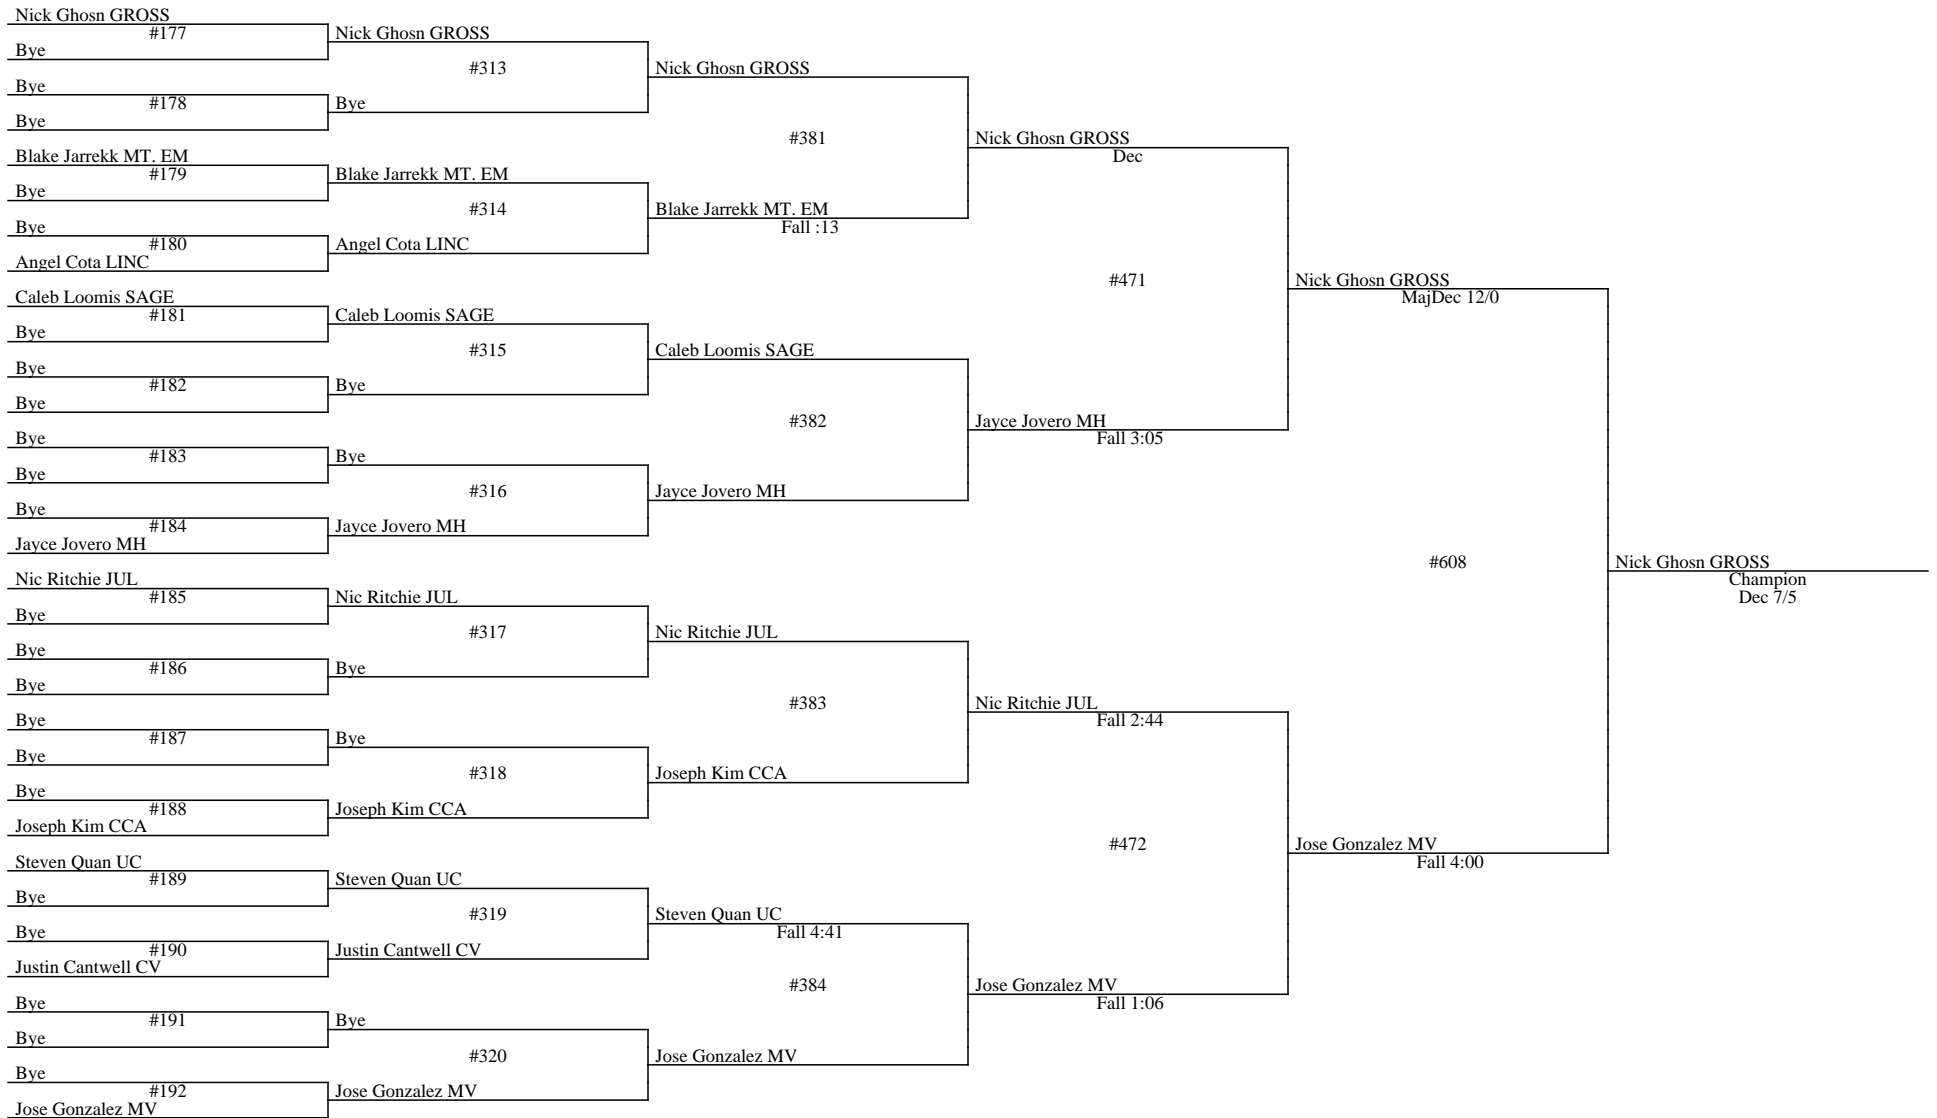 Nick Ghosn GROSS
#177
Bye
Bye
#178
Bye
Blake Jarrekk MT. EM
#179
Bye
Bye
#180
Angel Cota LINC
Caleb Loomis SAGE
#181
Bye
Bye
#182
Bye
Bye
#183
Bye
Bye
#184
Jayce Jovero MH
Nic Ritchie JUL
#185
Bye
Bye
#186
Bye
Bye
#187
Bye
Bye
#188
Joseph Kim CCA
Steven Quan UC
#189
Bye
Bye
#190
Justin Cantwell CV
Bye
#191
Bye
Bye
#192
Jose Gonzalez MV
Nick Ghosn GROSS
#313
Bye
Blake Jarrekk MT. EM
#314
Angel Cota LINC
Caleb Loomis SAGE
#315
Bye
Bye
#316
Jayce Jovero MH
Nic Ritchie JUL
#317
Bye
Bye
#318
Joseph Kim CCA
Steven Quan UC
#319
Justin Cantwell CV
Bye
#320
Jose Gonzalez MV
Nick Ghosn GROSS
#381
Blake Jarrekk MT. EM
Fall :13
Caleb Loomis SAGE
#382
Jayce Jovero MH
Nic Ritchie JUL
#383
Joseph Kim CCA
Steven Quan UC
Fall 4:41
#384
Jose Gonzalez MV
Nick Ghosn GROSS
Dec
#471
Jayce Jovero MH
Fall 3:05
Nic Ritchie JUL
Fall 2:44
#472
Jose Gonzalez MV
Fall 1:06
Nick Ghosn GROSS
MajDec 12/0
#608
Jose Gonzalez MV
Fall 4:00
Nick Ghosn GROSS
Champion
Dec 7/5